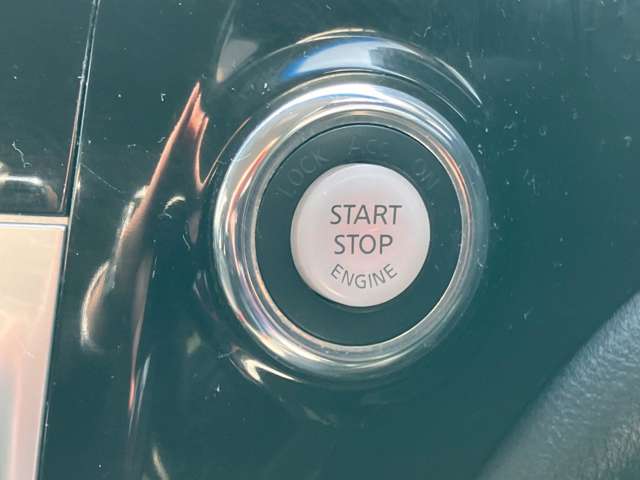 LOCK ACC ON
START
STOP
ENGINE